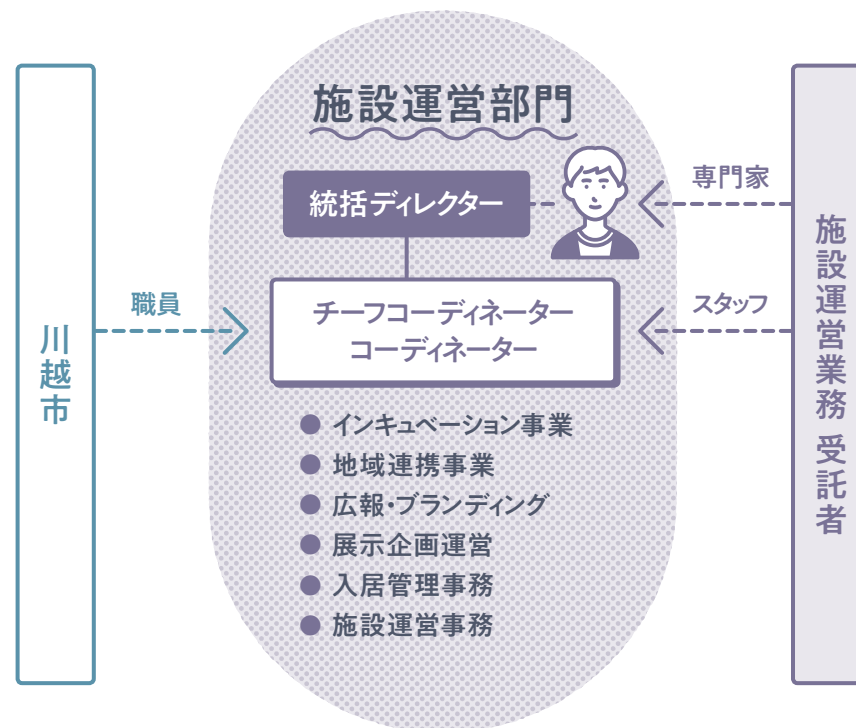 施設運営部門
統括ディレクター
専門家
職員
チーフコーディネーター
コーディネーター
スタッフ
川越市
施設運営業務 受託者
● インキュベーション事業
● 地域連携事業
● 広報・ブランディング
● 展示企画運営
● 入居管理事務
● 施設運営事務